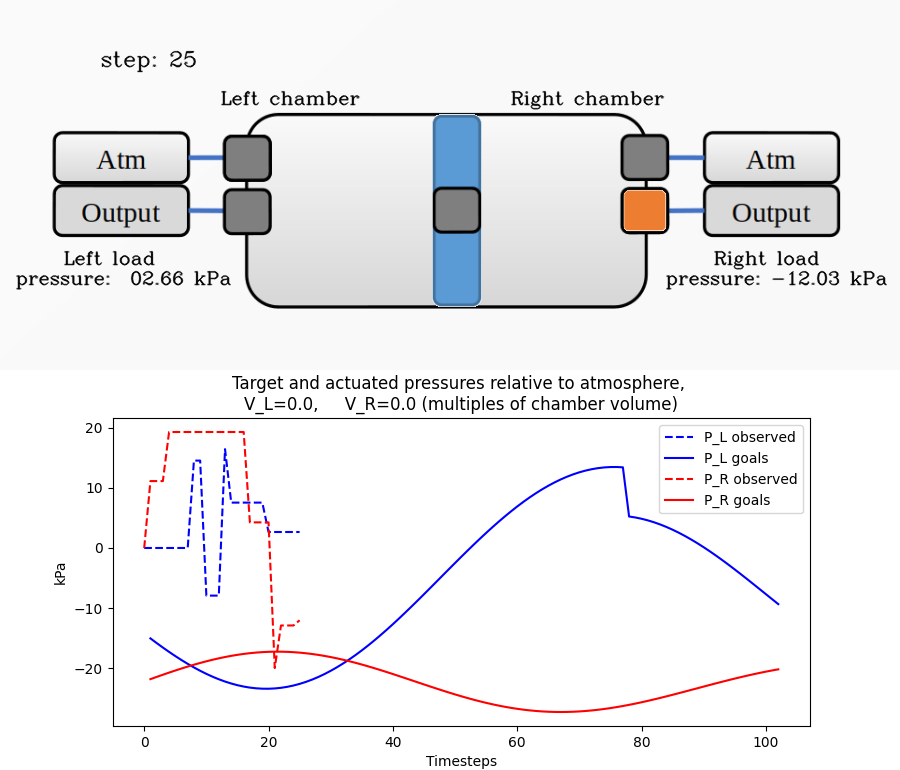 step: 25
Left chamber
Right chamber
Atm
Atm
Output
Output
Left load
pressure:  02.66 kPa
Right load
pressure: −12.03 kPa
Target and actuated pressures relative to atmosphere,
V_L=0.0,     V_R=0.0 (multiples of chamber volume)
P_L observed
P_L goals
P_R observed
P_R goals
20
10
0
−10
−20
kPa
0
20
40
60
80
100
Timesteps